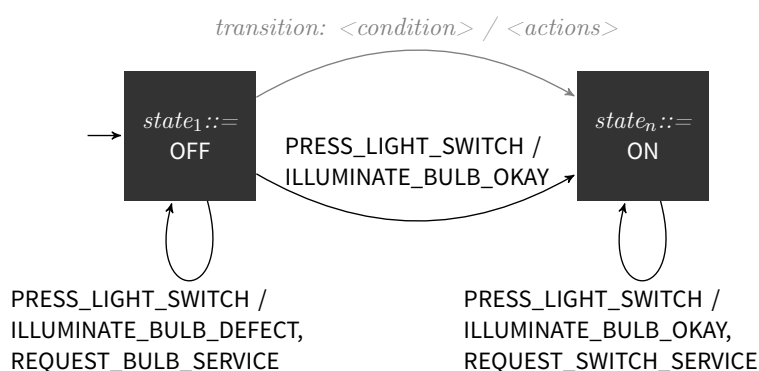 transition: <condition> / <actions>
state₁::=
OFF
PRESS_LIGHT_SWITCH /
ILLUMINATE_BULB_OKAY
stateₙ::=
ON
PRESS_LIGHT_SWITCH /
ILLUMINATE_BULB_DEFECT,
REQUEST_BULB_SERVICE
PRESS_LIGHT_SWITCH /
ILLUMINATE_BULB_OKAY,
REQUEST_SWITCH_SERVICE